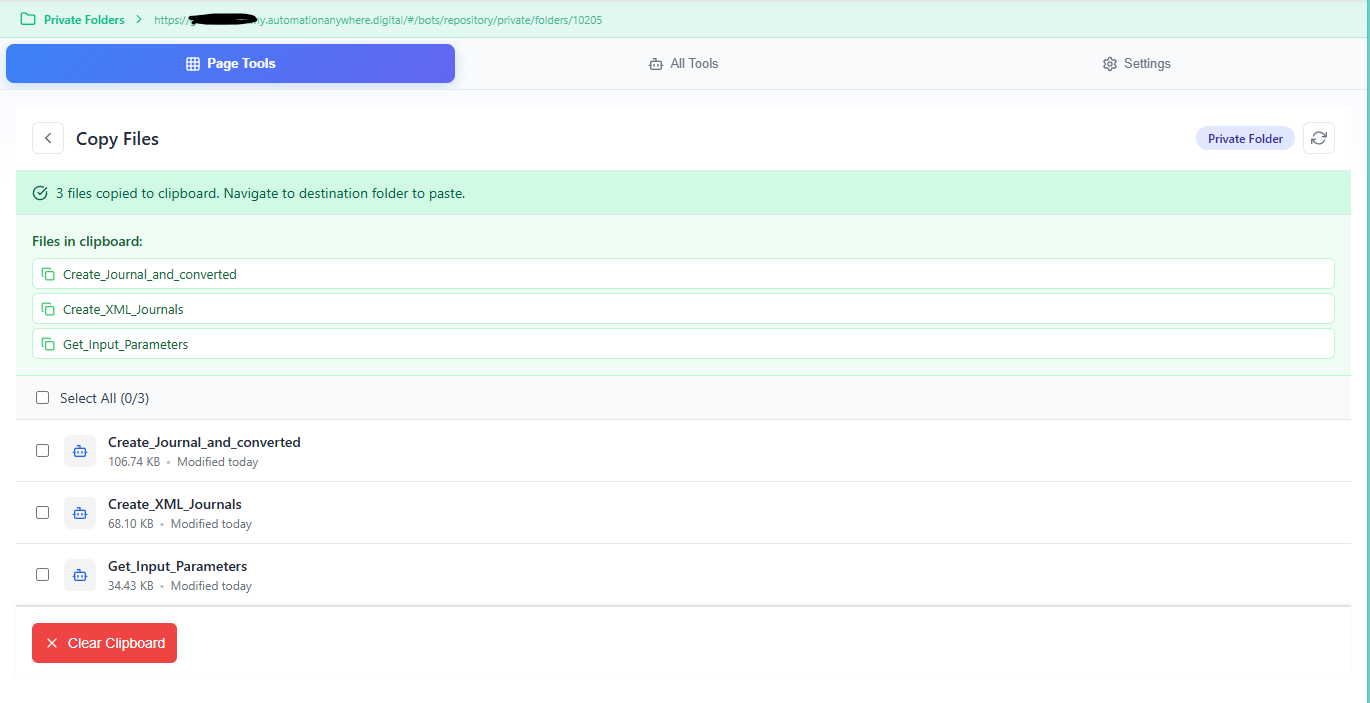 Private Folders > https://y.automationanywhere.digital/#/bots/repository/private/folders/10205
Page Tools
All Tools
Settings
Copy Files
Private Folder
3 files copied to clipboard. Navigate to destination folder to paste.
Files in clipboard:
Create_Journal_and_converted
Create_XML_Journals
Get_Input_Parameters
Select All (0/3)
Create_Journal_and_converted
106.74 KB • Modified today
Create_XML_Journals
68.10 KB • Modified today
Get_Input_Parameters
34.43 KB • Modified today
Clear Clipboard